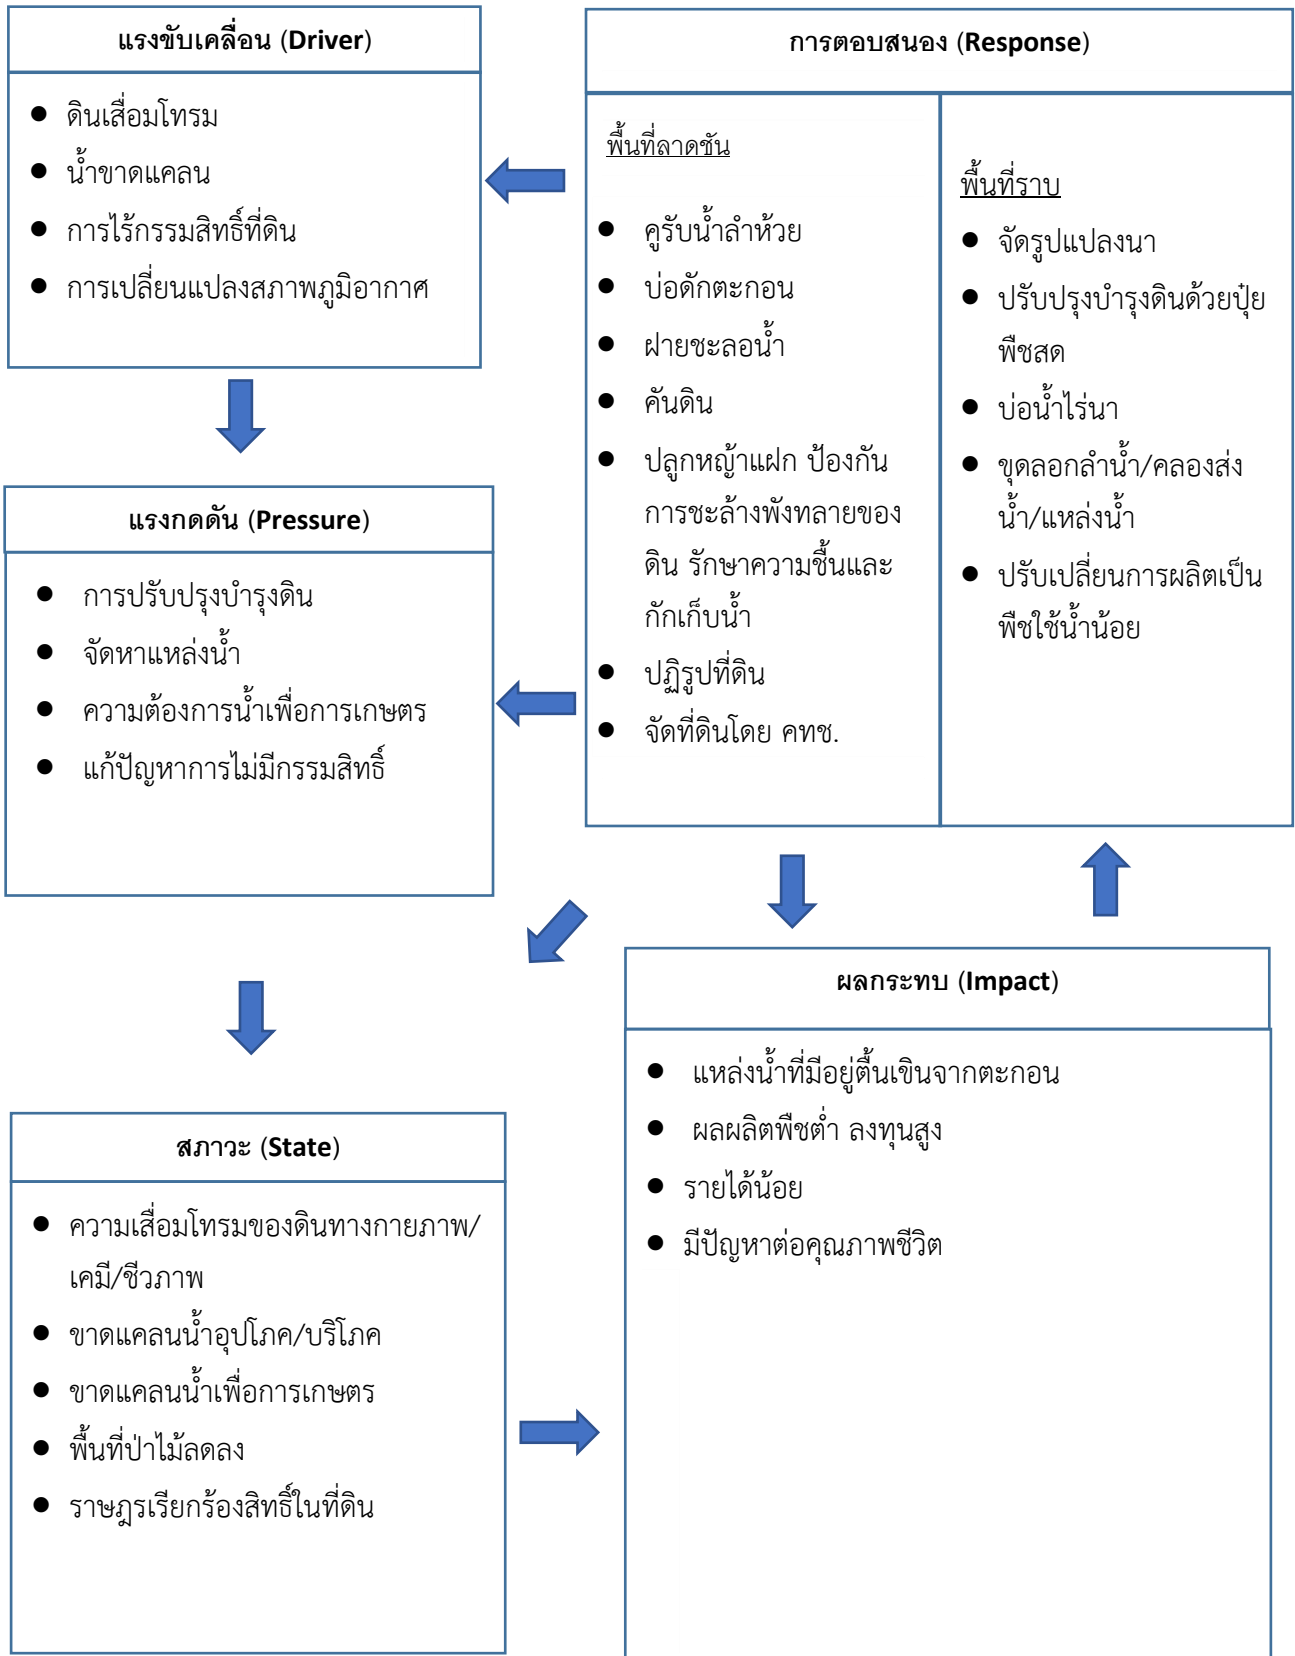 แรงขับเคลื่อน (Driver)
● ดินเสื่อมโทรม
● น้ำขาดแคลน
● การไร้กรรมสิทธิ์ที่ดิน
● การเปลี่ยนแปลงสภาพภูมิอากาศ
การตอบสนอง (Response)
พื้นที่ลาดชัน
● คูรับน้ำลำห้วย
● บ่อดักตะกอน
● ฝายชะลอน้ำ
● คันดิน
● ปลูกหญ้าแฝก ป้องกัน
การชะล้างพังทลายของ
ดิน รักษาความชื้นและ
กักเก็บน้ำ
● ปฏิรูปที่ดิน
● จัดที่ดินโดย คทช.
พื้นที่ราบ
● จัดรูปแปลงนา
● ปรับปรุงบำรุงดินด้วยปุ๋ย
พืชสด
● บ่อน้ำไร่นา
● ขุดลอกลำน้ำ/คลองส่ง
น้ำ/แหล่งน้ำ
● ปรับเปลี่ยนการผลิตเป็น
พืชใช้น้ำน้อย
แรงกดดัน (Pressure)
● การปรับปรุงบำรุงดิน
● จัดหาแหล่งน้ำ
● ความต้องการน้ำเพื่อการเกษตร
● แก้ปัญหาการไม่มีกรรมสิทธิ์
สภาวะ (State)
● ความเสื่อมโทรมของดินทางกายภาพ/
เคมี/ชีวภาพ
● ขาดแคลนน้ำอุปโภค/บริโภค
● ขาดแคลนน้ำเพื่อการเกษตร
● พื้นที่ป่าไม้ลดลง
● ราษฎรเรียกร้องสิทธิ์ในที่ดิน
ผลกระทบ (Impact)
● แหล่งน้ำที่มีอยู่ตื้นเขินจากตะกอน
● ผลผลิตพืชต่ำ ลงทุนสูง
● รายได้น้อย
● มีปัญหาต่อคุณภาพชีวิต